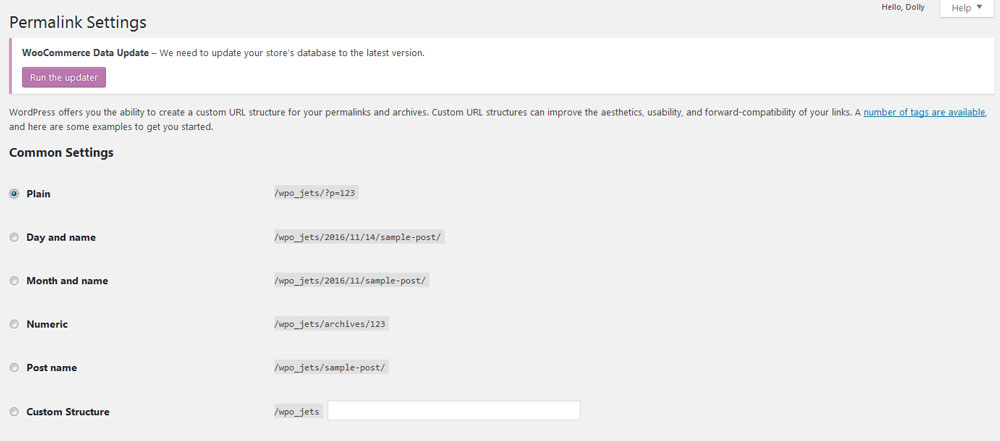 Hello, Dolly
Help
Permalink Settings
WooCommerce Data Update – We need to update your store's database to the latest version.
Run the updater
WordPress offers you the ability to create a custom URL structure for your permalinks and archives. Custom URL structures can improve the aesthetics, usability, and forward-compatibility of your links. A number of tags are available,
and here are some examples to get you started.
Common Settings
Plain /wpo_jets/?p=123
Day and name /wpo_jets/2016/11/14/sample-post/
Month and name /wpo_jets/2016/11/sample-post/
Numeric /wpo_jets/archives/123
Post name /wpo_jets/sample-post/
Custom Structure /wpo_jets